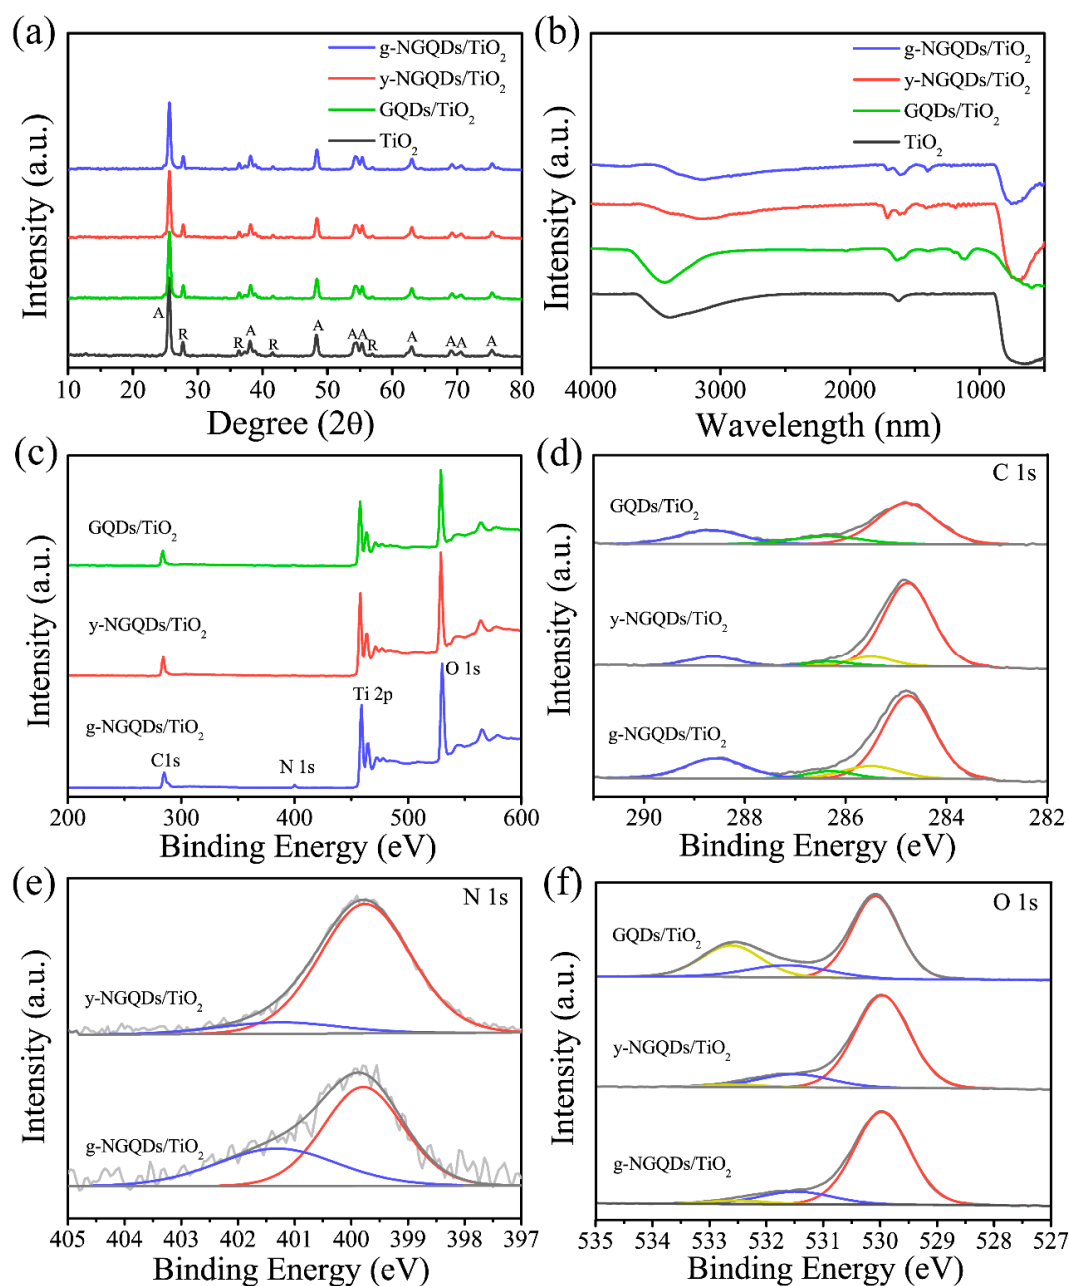 (a)
g-NGQDs/TiO2
y-NGQDs/TiO2
GQDs/TiO2
TiO2
Intensity (a.u.)
A
R
R
A
R
A
A
A
R
A
A
A
A
10 20 30 40 50 60 70 80
Degree (2θ)
(b)
g-NGQDs/TiO2
y-NGQDs/TiO2
GQDs/TiO2
TiO2
Intensity (a.u.)
4000 3000 2000 1000
Wavelength (nm)
(c)
GQDs/TiO2
y-NGQDs/TiO2
g-NGQDs/TiO2
C1s
N 1s
Ti 2p
O 1s
Intensity (a.u.)
200 300 400 500 600
Binding Energy (eV)
(d)
C 1s
GQDs/TiO2
y-NGQDs/TiO2
g-NGQDs/TiO2
Intensity (a.u.)
290 288 286 284 282
Binding Energy (eV)
(e)
N 1s
y-NGQDs/TiO2
g-NGQDs/TiO2
Intensity (a.u.)
405 404 403 402 401 400 399 398 397
Binding Energy (eV)
(f)
O 1s
GQDs/TiO2
y-NGQDs/TiO2
g-NGQDs/TiO2
Intensity (a.u.)
535 534 533 532 531 530 529 528 527
Binding Energy (eV)